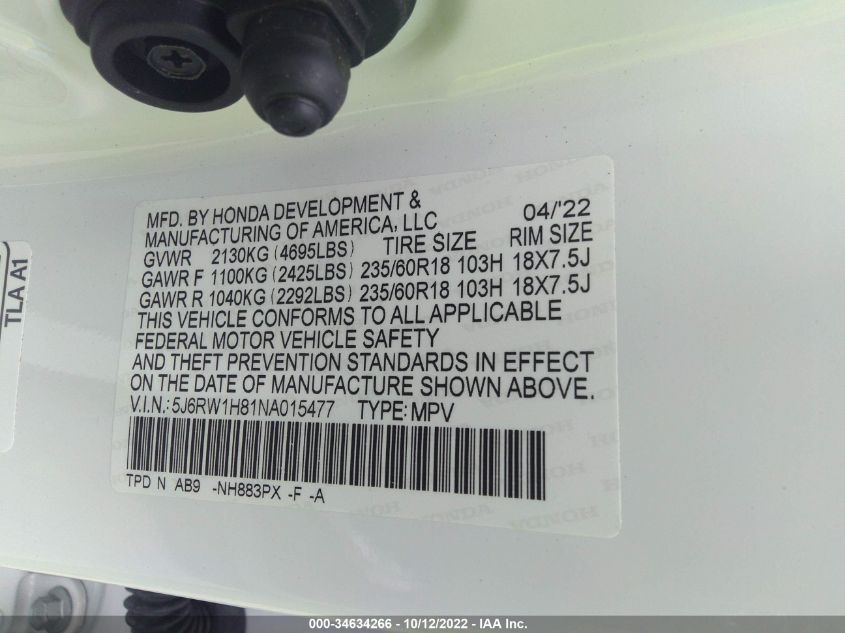 MFD. BY HONDA DEVELOPMENT &
MANUFACTURING OF AMERICA, LLC 04/'22
GVWR 2130KG (4695LBS) TIRE SIZE RIM SIZE
GAWR F 1100KG (2425LBS) 235/60R18 103H 18X7.5J
GAWR R 1040KG (2292LBS) 235/60R18 103H 18X7.5J
THIS VEHICLE CONFORMS TO ALL APPLICABLE
FEDERAL MOTOR VEHICLE SAFETY
AND THEFT PREVENTION STANDARDS IN EFFECT
ON THE DATE OF MANUFACTURE SHOWN ABOVE.
V.I.N.: 5J6RW1H81NA015477 TYPE: MPV
TPD N AB9 -NH883PX -F -A
TLA A1
HONDA
000-34634266 - 10/12/2022 - IAA Inc.